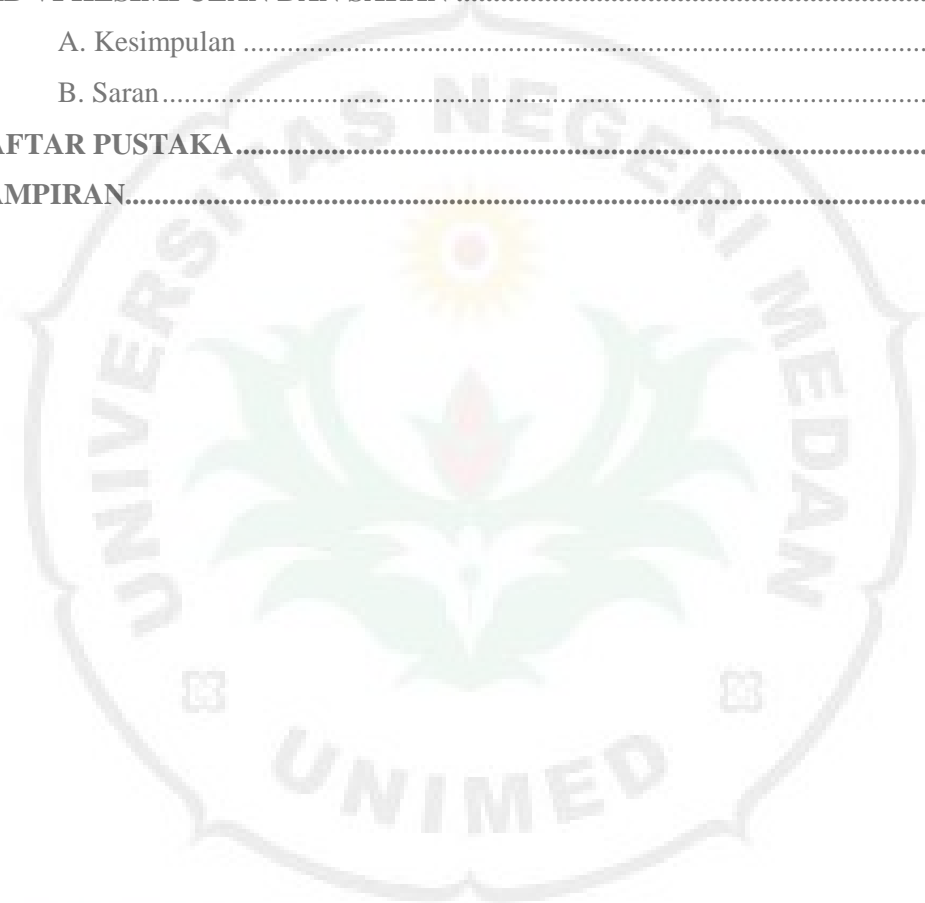 A. Kesimpulan ..........................................................................................
B. Saran ..........................................................................................
AFTAR PUSTAKA ..........................................................................................
AMPIRAN ..........................................................................................
UNIVERSITAS NEGERI MEDAN
UNIMED